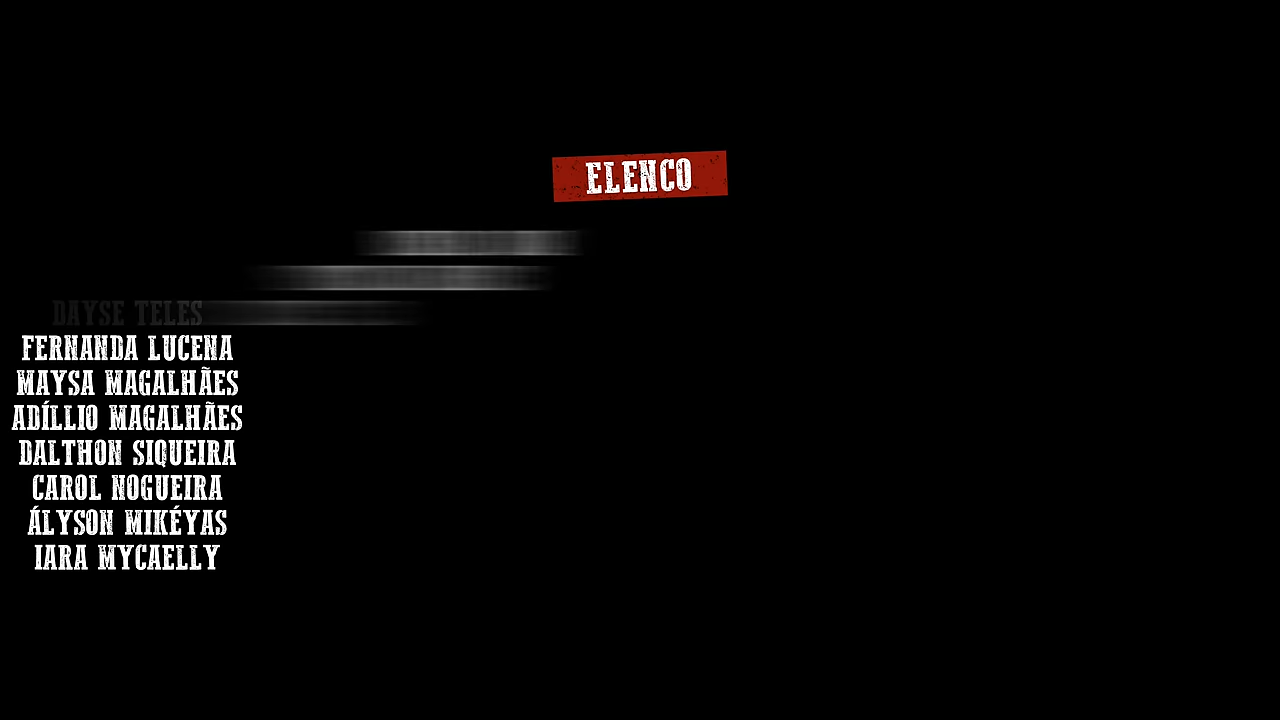 ELENCO
DAYSE TELES
FERNANDA LUCENA
MAYSA MAGALHÃES
ADÍLLIO MAGALHÃES
DALTHON SIQUEIRA
CAROL NOGUEIRA
ÁLYSON MIKÉYAS
IARA MYCAELLY